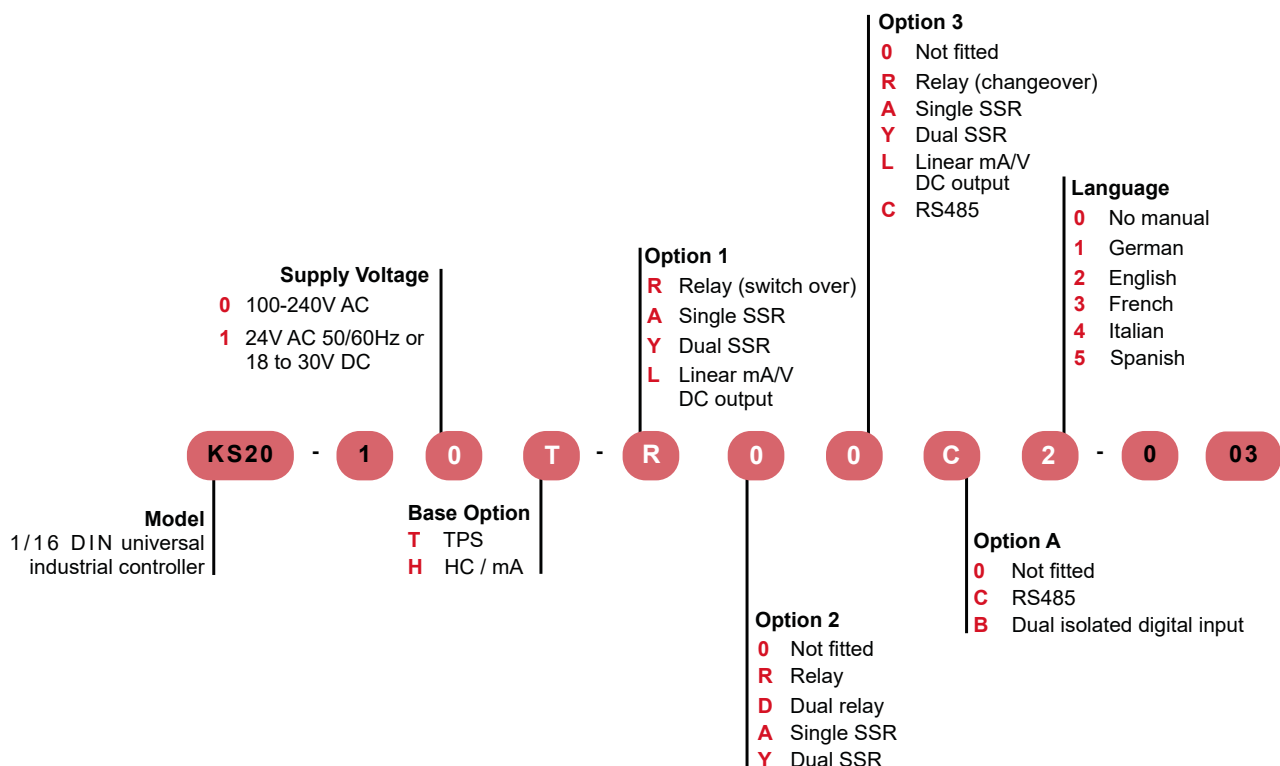 Option 3
0 Not fitted
R Relay (changeover)
A Single SSR
Y Dual SSR
L Linear mA/V
DC output
C RS485
Language
0 No manual
1 German
2 English
3 French
4 Italian
5 Spanish
Option 1
R Relay (switch over)
A Single SSR
Y Dual SSR
L Linear mA/V
DC output
Supply Voltage
0 100-240V AC
1 24V AC 50/60Hz or
18 to 30V DC
KS20 - 1 0 T - R 0 0 C 2 - 0 03
Model
1/16 DIN universal
industrial controller
Base Option
T TPS
H HC / mA
Option 2
0 Not fitted
R Relay
D Dual relay
A Single SSR
Y Dual SSR
Option A
0 Not fitted
C RS485
B Dual isolated digital input